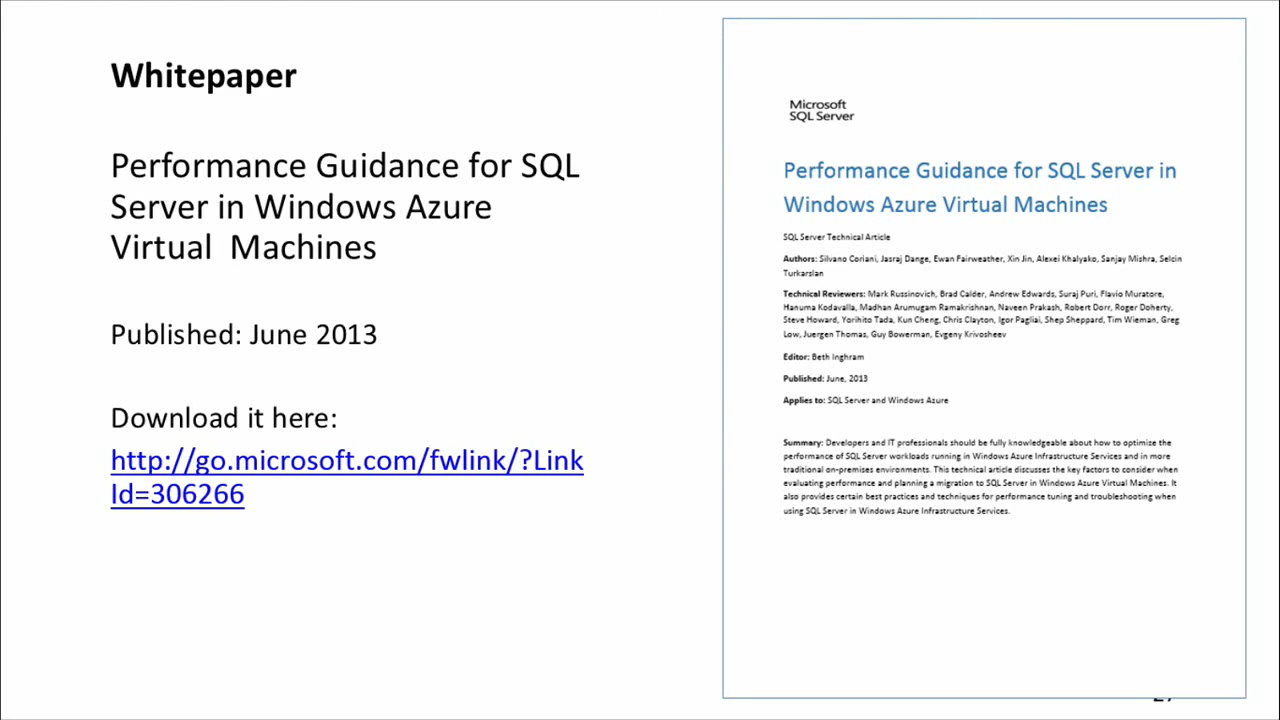 Whitepaper
Performance Guidance for SQL
Server in Windows Azure
Virtual  Machines
Published: June 2013
Download it here:
http://go.microsoft.com/fwlink/?Link
Id=306266
Microsoft
SQL Server
Performance Guidance for SQL Server in
Windows Azure Virtual Machines
SQL Server Technical Article
Authors: Silvano Coriani, Jasraj Dange, Ewan Fairweather, Xin Jin, Alexei Khalyako, Sanjay Mishra, Selcin
Turkarslan
Technical Reviewers: Mark Russinovich, Brad Calder, Andrew Edwards, Suraj Puri, Flavio Muratore,
Hanuma Kodavalla, Madhan Arumugam Ramakrishnan, Naveen Prakash, Robert Dorr, Roger Doherty,
Steve Howard, Yorihito Tada, Kun Cheng, Chris Clayton, Igor Pagliai, Shep Sheppard, Tim Wieman, Greg
Low, Juergen Thomas, Guy Bowerman, Evgeny Krivosheev
Editor: Beth Inghram
Published: June, 2013
Applies to: SQL Server and Windows Azure
Summary: Developers and IT professionals should be fully knowledgeable about how to optimize the
performance of SQL Server workloads running in Windows Azure Infrastructure Services and in more
traditional on-premises environments. This technical article discusses the key factors to consider when
evaluating performance and planning a migration to SQL Server in Windows Azure Virtual Machines. It
also provides certain best practices and techniques for performance tuning and troubleshooting when
using SQL Server in Windows Azure Infrastructure Services.